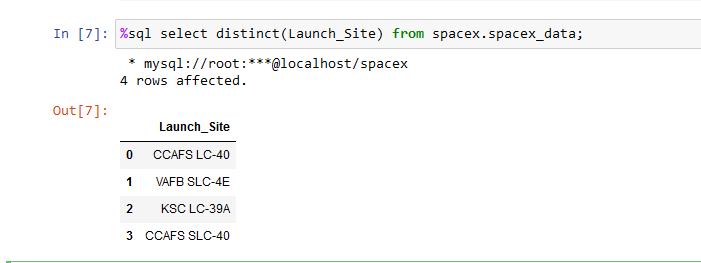 In [7]: %sql select distinct(Launch_Site) from spacex.spacex_data;
* mysql://root:***@localhost/spacex
4 rows affected.
Out[7]:
Launch_Site
0 CCAFS LC-40
1 VAFB SLC-4E
2 KSC LC-39A
3 CCAFS SLC-40